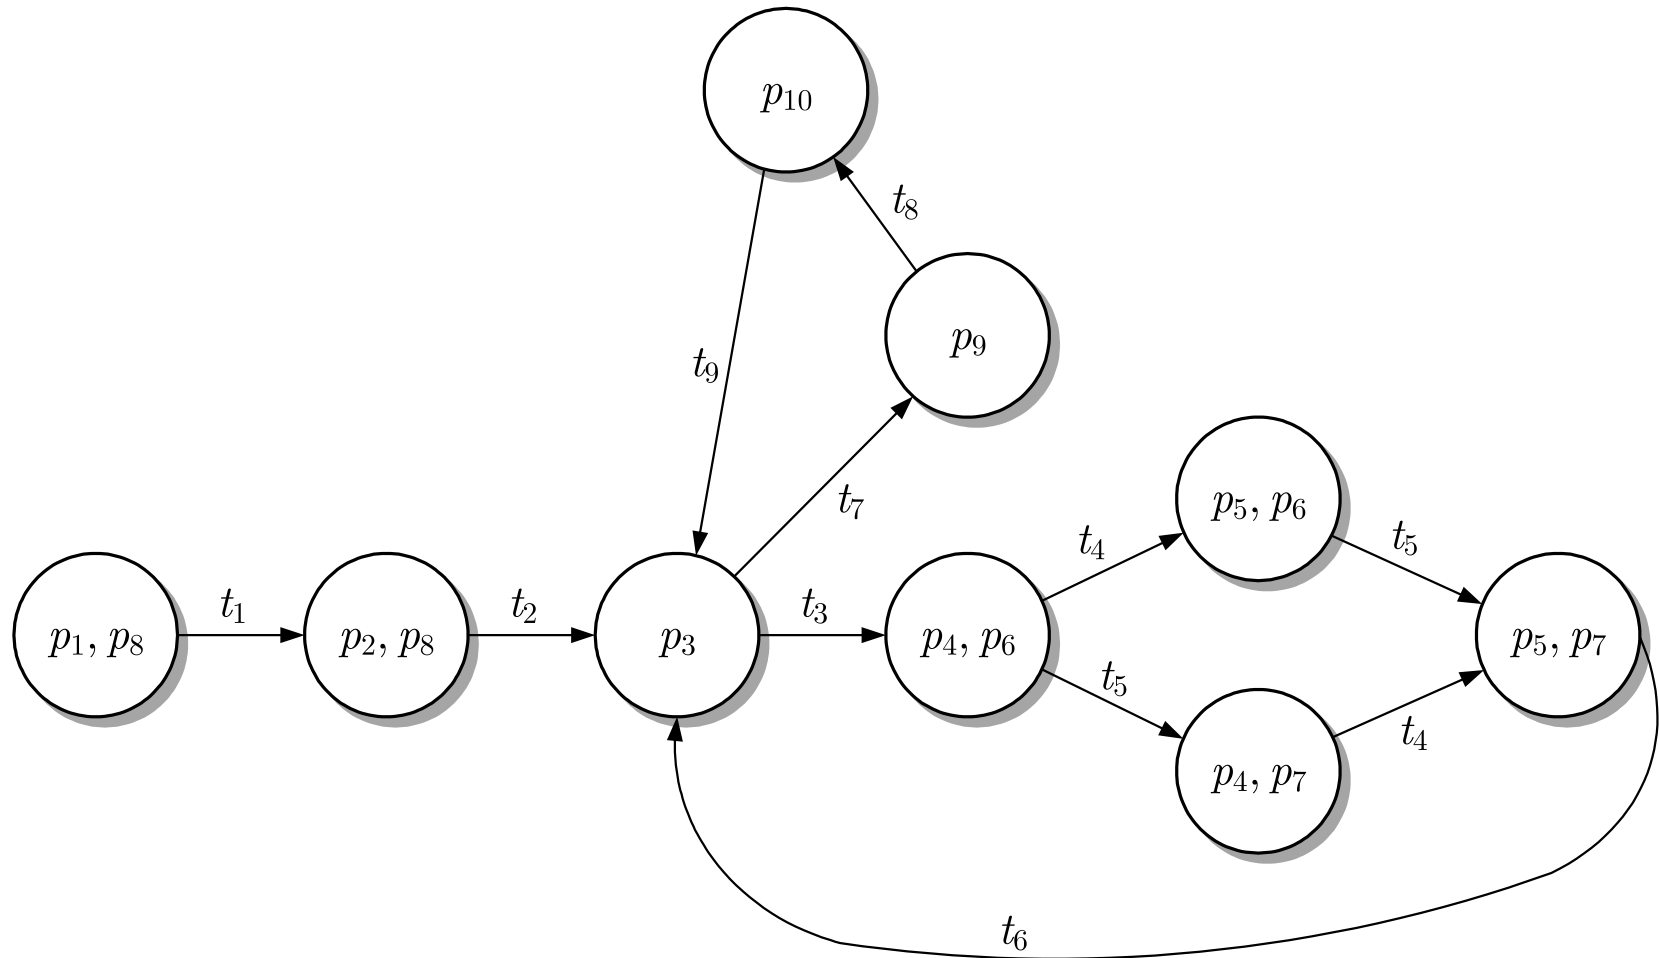 p10
t8
p9
t9
t7
p5, p6
t4
t5
t1
t2
t3
p1, p8
p2, p8
p3
p4, p6
p5, p7
t5
t4
p4, p7
t6